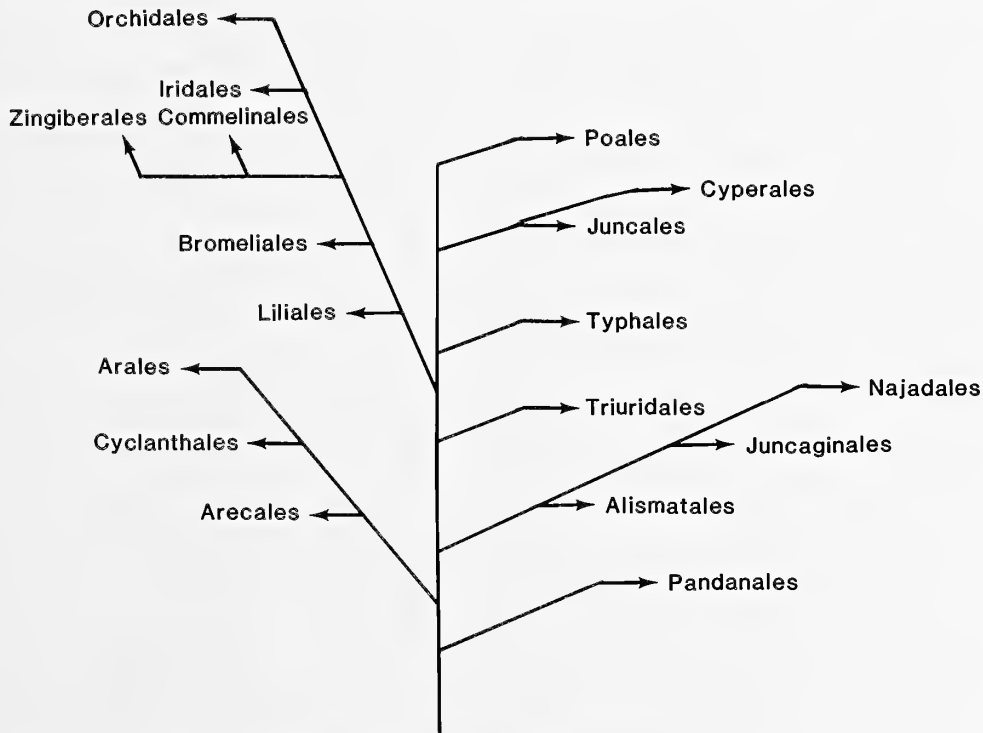 Orchidales
Iridales
Zingiberales Commelinales
Poales
Cyperales
Juncales
Bromeliales
Liliales
Typhales
Arales
Najadales
Triuridales
Cyclanthales
Juncaginales
Alismatales
Arecales
Pandanales